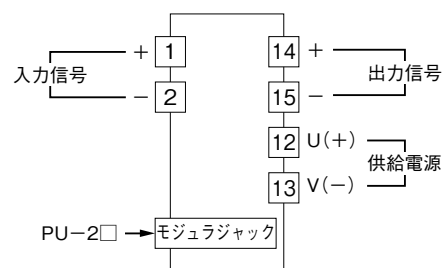 入力信号
+ 1
− 2
14 +
15 −
出力信号
12 U(+)
13 V(−)
供給電源
PU−2□
モジュラジャック